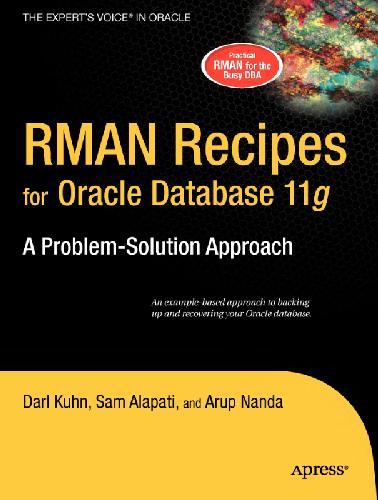 THE EXPERT'S VOICE® IN ORACLE
Practical
RMAN for the
Busy DBA
RMAN Recipes
for Oracle Database 11g
A Problem-Solution Approach
An example-based approach to backing
up and recovering your Oracle database.
Darl Kuhn, Sam Alapati, and Arup Nanda
Apress®